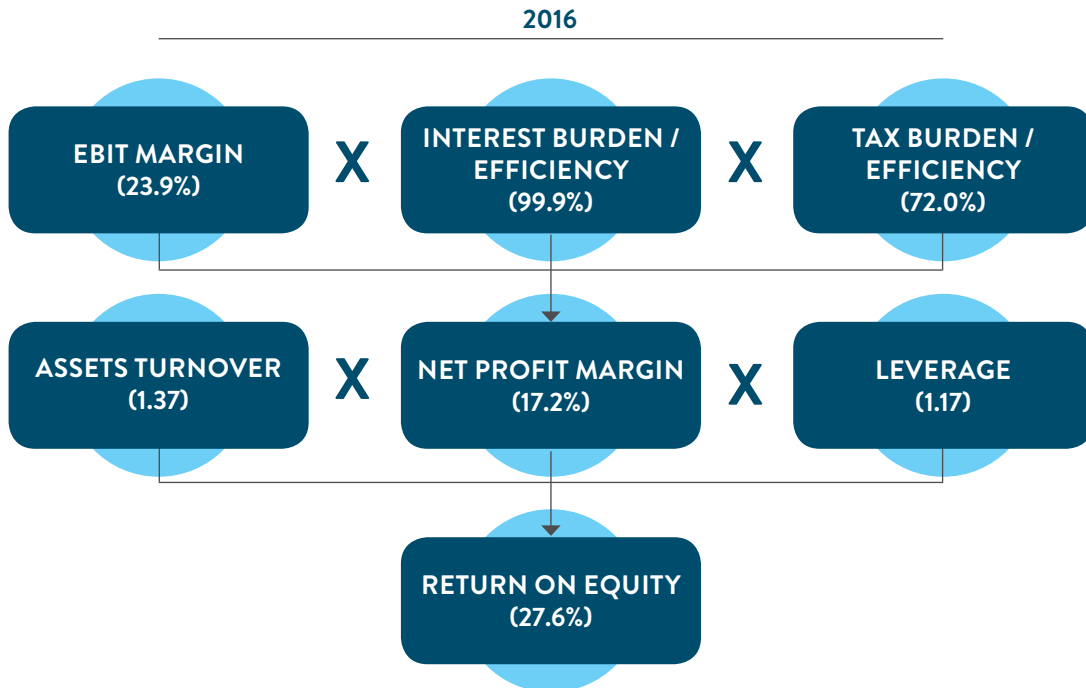 2016
EBIT MARGIN
(23.9%)
X
INTEREST BURDEN /
EFFICIENCY
(99.9%)
X
TAX BURDEN /
EFFICIENCY
(72.0%)
ASSETS TURNOVER
(1.37)
X
NET PROFIT MARGIN
(17.2%)
X
LEVERAGE
(1.17)
RETURN ON EQUITY
(27.6%)